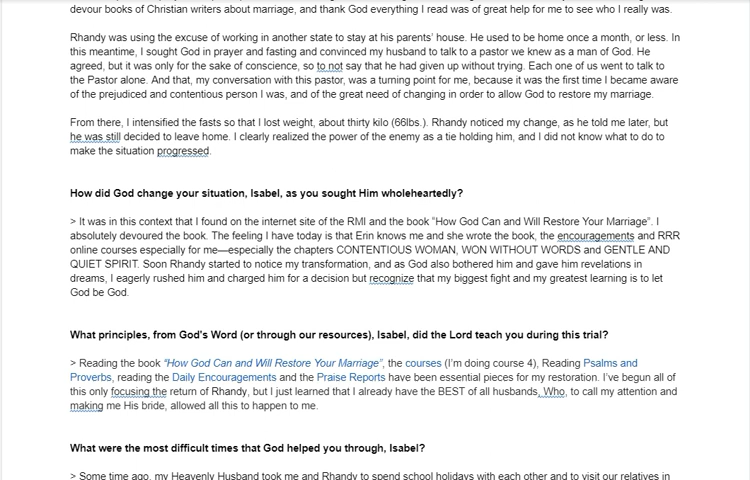 devour books of Christian writers about marriage, and thank God everything I read was of great help for me to see who I really was.
Rhandy was using the excuse of working in another state to stay at his parents' house. He used to be home once a month, or less. In
this meantime, I sought God in prayer and fasting and convinced my husband to talk to a pastor we knew as a man of God. He
agreed, but it was only for the sake of conscience, so to not say that he had given up without trying. Each one of us went to talk to
the Pastor alone. And that, my conversation with this pastor, was a turning point for me, because it was the first time I became aware
of the prejudiced and contentious person I was, and of the great need of changing in order to allow God to restore my marriage.
From there, I intensified the fasts so that I lost weight, about thirty kilo (66lbs.). Rhandy noticed my change, as he told me later, but
he was still decided to leave home. I clearly realized the power of the enemy as a tie holding him, and I did not know what to do to
make the situation progressed.
How did God change your situation, Isabel, as you sought Him wholeheartedly?
> It was in this context that I found on the internet site of the RMI and the book "How God Can and Will Restore Your Marriage". I
absolutely devoured the book. The feeling I have today is that Erin knows me and she wrote the book, the encouragements and RRR
online courses especially for me—especially the chapters CONTENTIOUS WOMAN, WON WITHOUT WORDS and GENTLE AND
QUIET SPIRIT. Soon Rhandy started to notice my transformation, and as God also bothered him and gave him revelations in
dreams, I eagerly rushed him and charged him for a decision but recognize that my biggest fight and my greatest learning is to let
God be God.
What principles, from God's Word (or through our resources), Isabel, did the Lord teach you during this trial?
> Reading the book "How God Can and Will Restore Your Marriage", the courses (I'm doing course 4), Reading Psalms and
Proverbs, reading the Daily Encouragements and the Praise Reports have been essential pieces for my restoration. I've begun all of
this only focusing the return of Rhandy, but I just learned that I already have the BEST of all husbands, Who, to call my attention and
making me His bride, allowed all this to happen to me.
What were the most difficult times that God helped you through, Isabel?
> Some time ago, my Heavenly Husband took me and Rhandy to spend school holidays with each other and to visit our relatives in